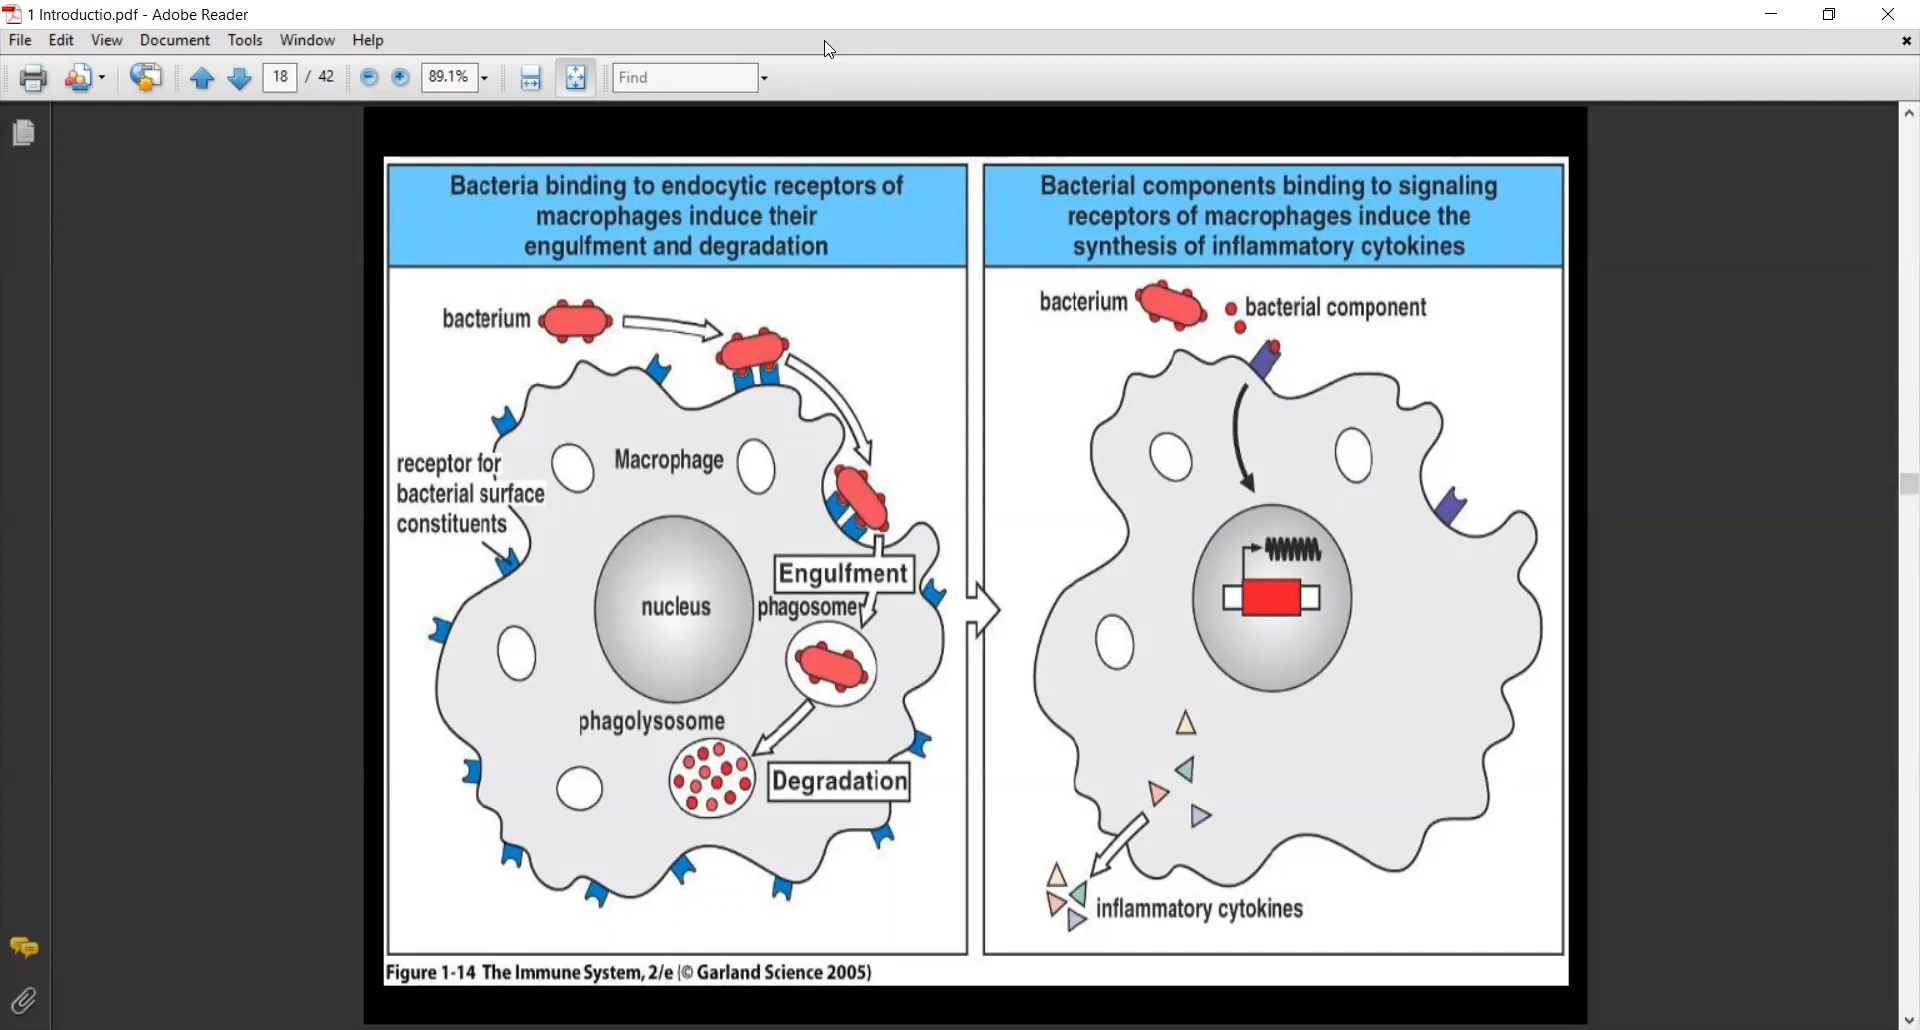 1 Introductio.pdf - Adobe Reader
File Edit View Document Tools Window Help
18 / 42 89.1% Find
Bacteria binding to endocytic receptors of
macrophages induce their
engulfment and degradation
bacterium
receptor for
bacterial surface
constituents
Macrophage
nucleus
Engulfment
phagosome
phagolysosome
Degradation
Bacterial components binding to signaling
receptors of macrophages induce the
synthesis of inflammatory cytokines
bacterium
bacterial component
inflammatory cytokines
Figure 1-14 The Immune System, 2/e (© Garland Science 2005)